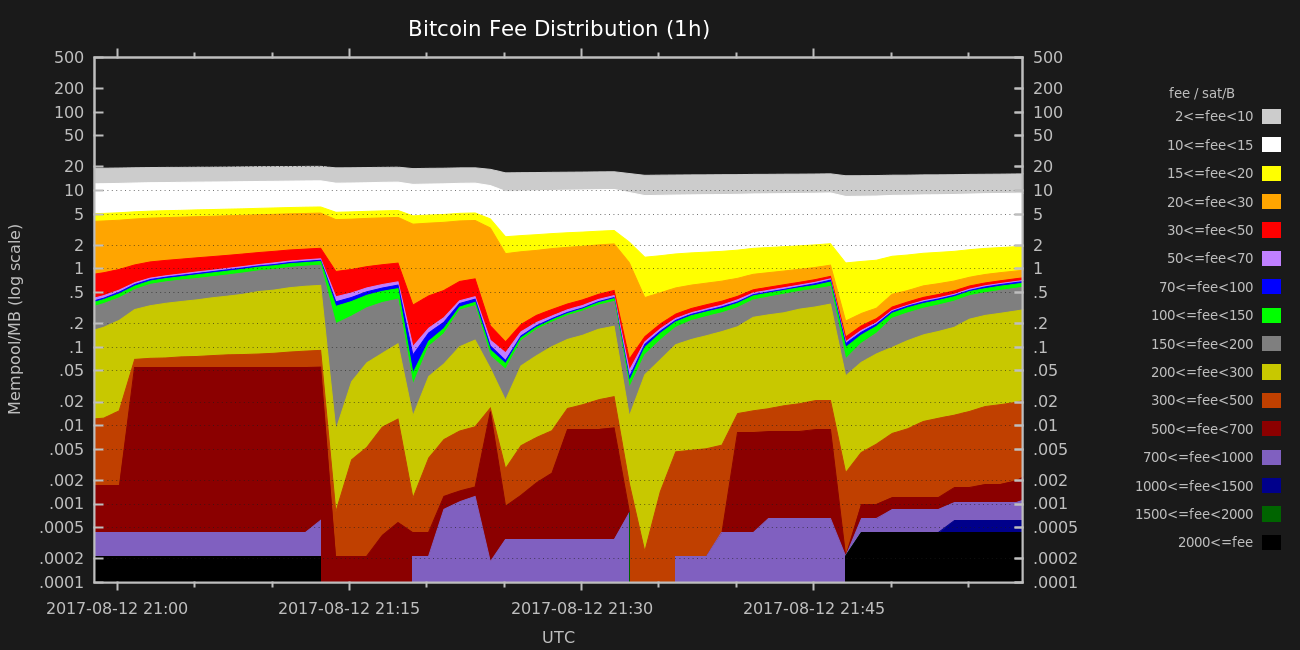 Bitcoin Fee Distribution (1h)
Mempool/MB (log scale)
500
200
100
50
20
10
5
2
1
.5
.2
.1
.05
.02
.01
.005
.002
.001
.0005
.0002
.0001
500
200
100
50
20
10
5
2
1
.5
.2
.1
.05
.02
.01
.005
.002
.001
.0005
.0002
.0001
2017-08-12 21:00 2017-08-12 21:15 2017-08-12 21:30 2017-08-12 21:45
UTC
fee / sat/B
2<=fee<10
10<=fee<15
15<=fee<20
20<=fee<30
30<=fee<50
50<=fee<70
70<=fee<100
100<=fee<150
150<=fee<200
200<=fee<300
300<=fee<500
500<=fee<700
700<=fee<1000
1000<=fee<1500
1500<=fee<2000
2000<=fee